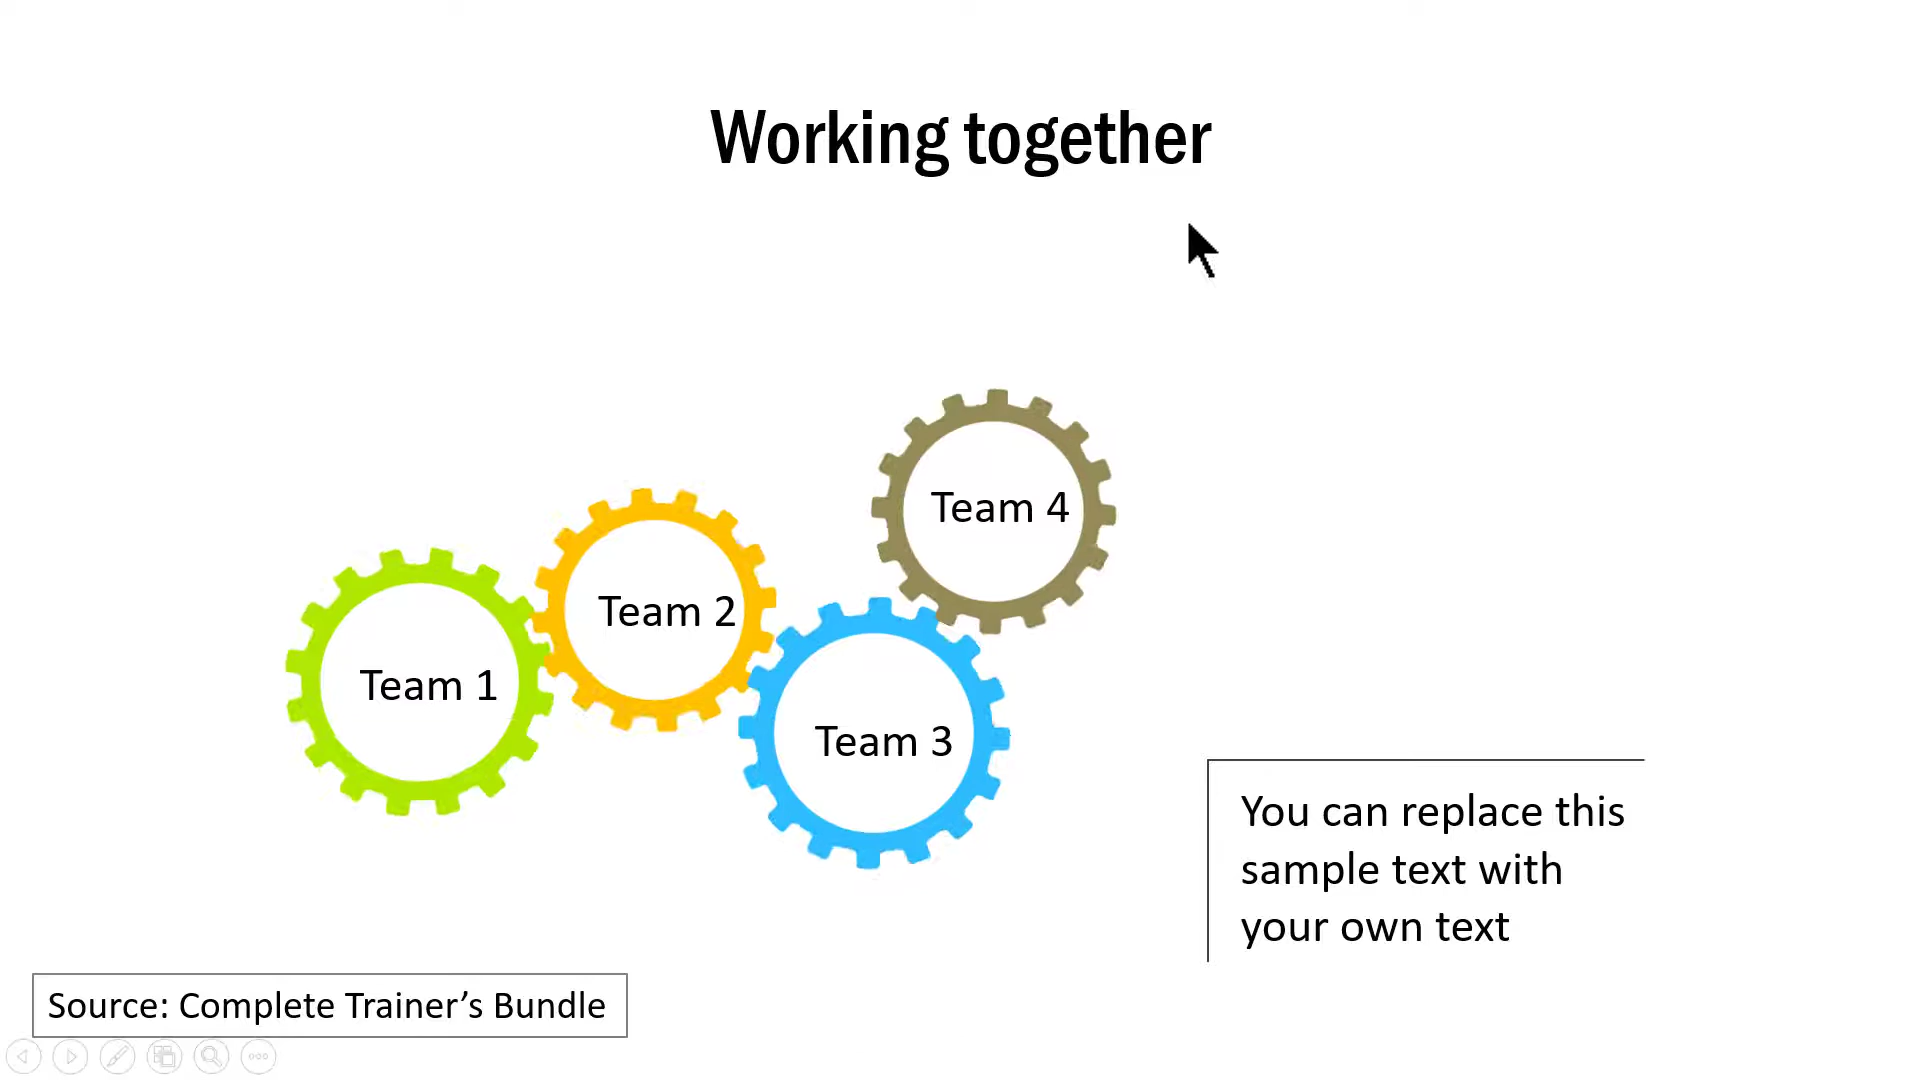 Working together
Team 4
Team 2
Team 1
Team 3
You can replace this
sample text with
your own text
Source: Complete Trainer’s Bundle